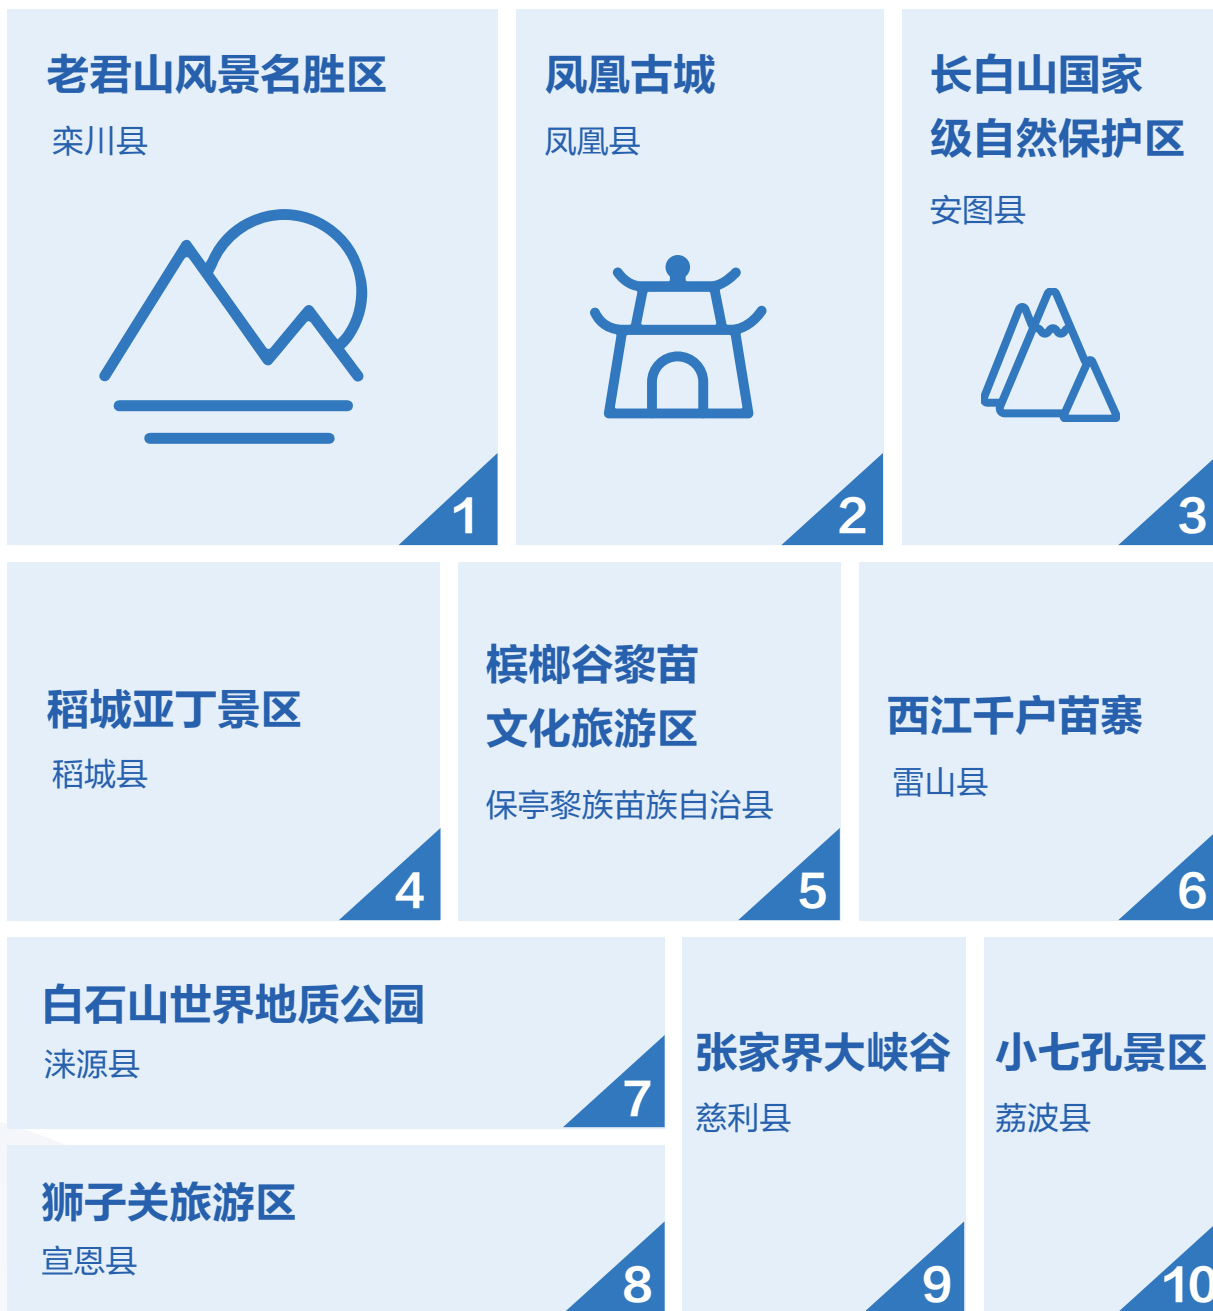 老君山风景名胜区
栾川县
1
凤凰古城
凤凰县
2
长白山国家
级自然保护区
安图县
3
稻城亚丁景区
稻城县
4
槟榔谷黎苗
文化旅游区
保亭黎族苗族自治县
5
西江千户苗寨
雷山县
6
白石山世界地质公园
涞源县
7
狮子关旅游区
宣恩县
8
张家界大峡谷
慈利县
9
小七孔景区
荔波县
10